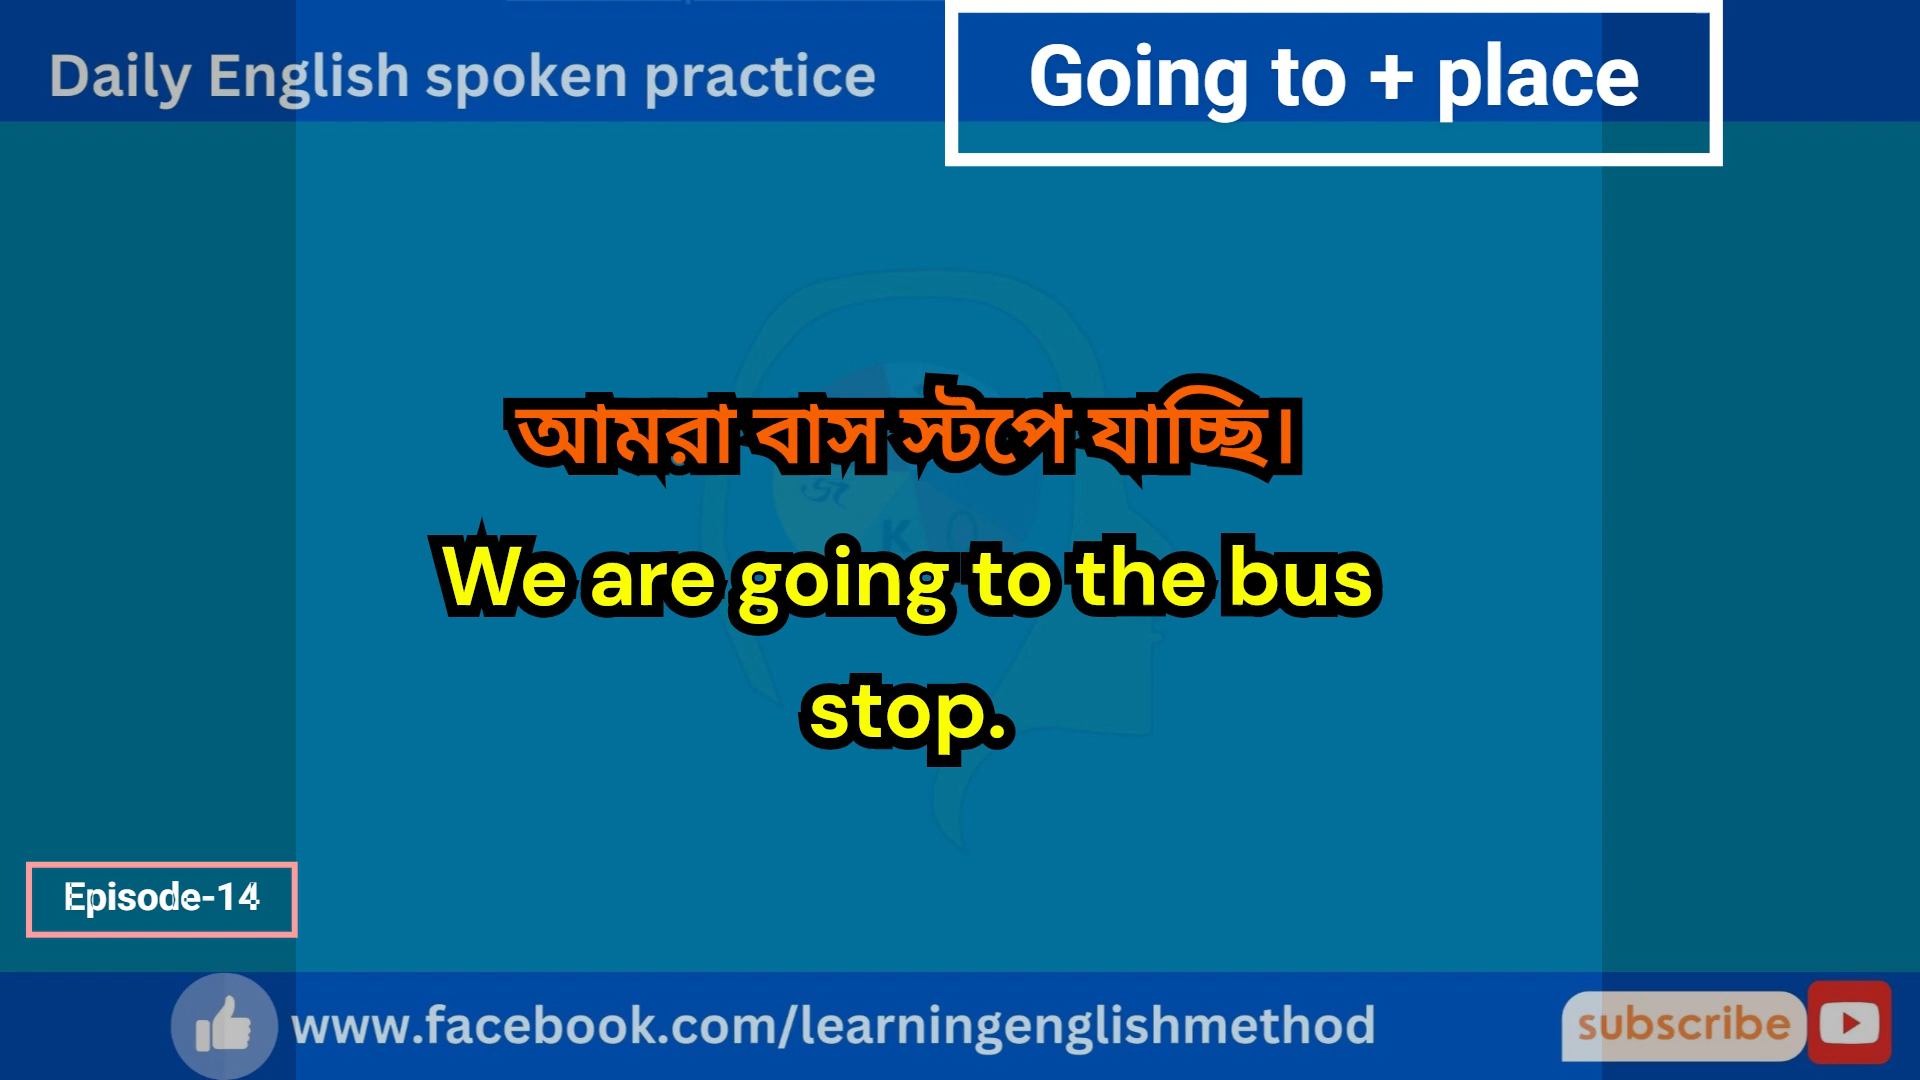 Daily English spoken practice
Going to + place
আমরা বাস স্টপে যাচ্ছি।
We are going to the bus
stop.
Episode-14
www.facebook.com/learningenglishmethod
subscribe